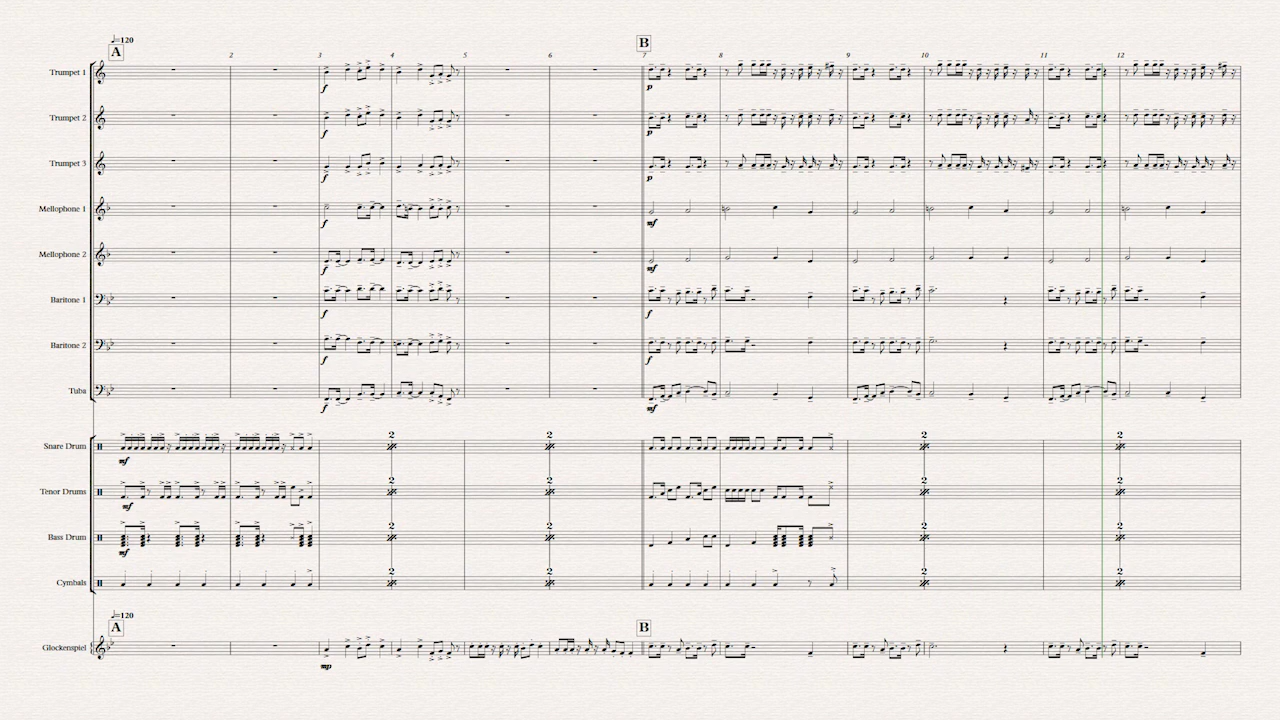 ♩=120
A B
2 3 4 5 6 7 8 9 10 11 12
Trumpet 1
p
f
Trumpet 2
p
f
Trumpet 3
p
f
Mellophone 1
mf
f
Mellophone 2
mf
f
Baritone 1
f f
Baritone 2
f f
Tuba
f mf
2 2 2 2
Snare Drum
mf
2 2 2 2
Tenor Drums
mf
2 2 2 2
Bass Drum
mf
2 2 2 2
Cymbals
♩=120
A B
Glockenspiel
mp